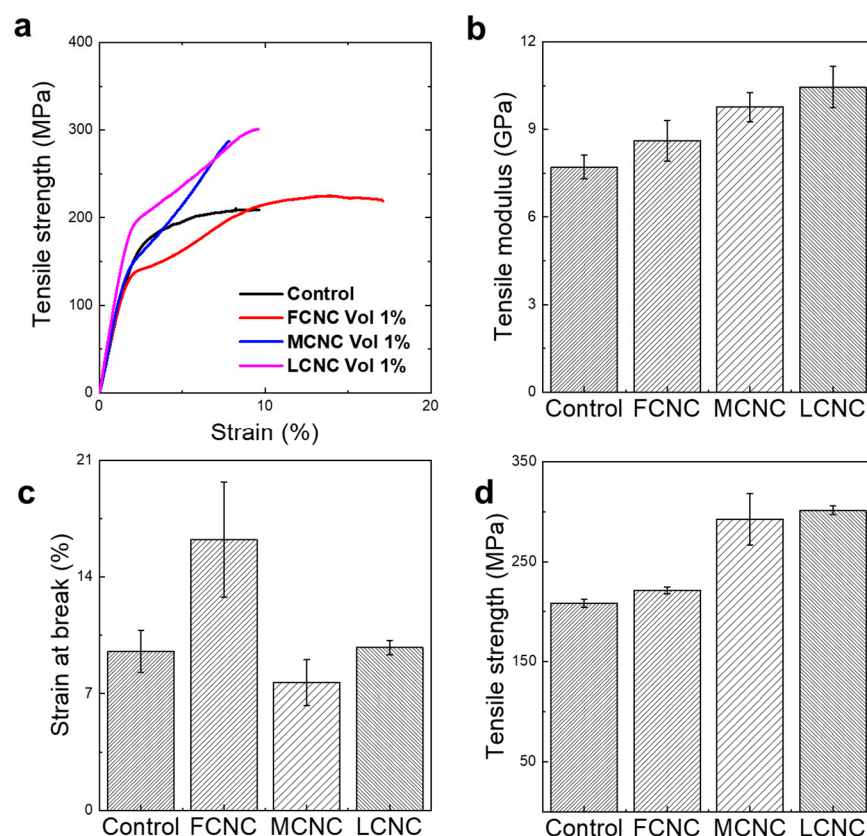 a
Tensile strength (MPa)
400
300
200
100
0
0 10 20
Strain (%)
Control
FCNC Vol 1%
MCNC Vol 1%
LCNC Vol 1%
b
Tensile modulus (GPa)
12
9
6
3
0
Control FCNC MCNC LCNC
c
Strain at break (%)
21
14
7
0
Control FCNC MCNC LCNC
d
Tensile strength (MPa)
350
250
150
50
Control FCNC MCNC LCNC